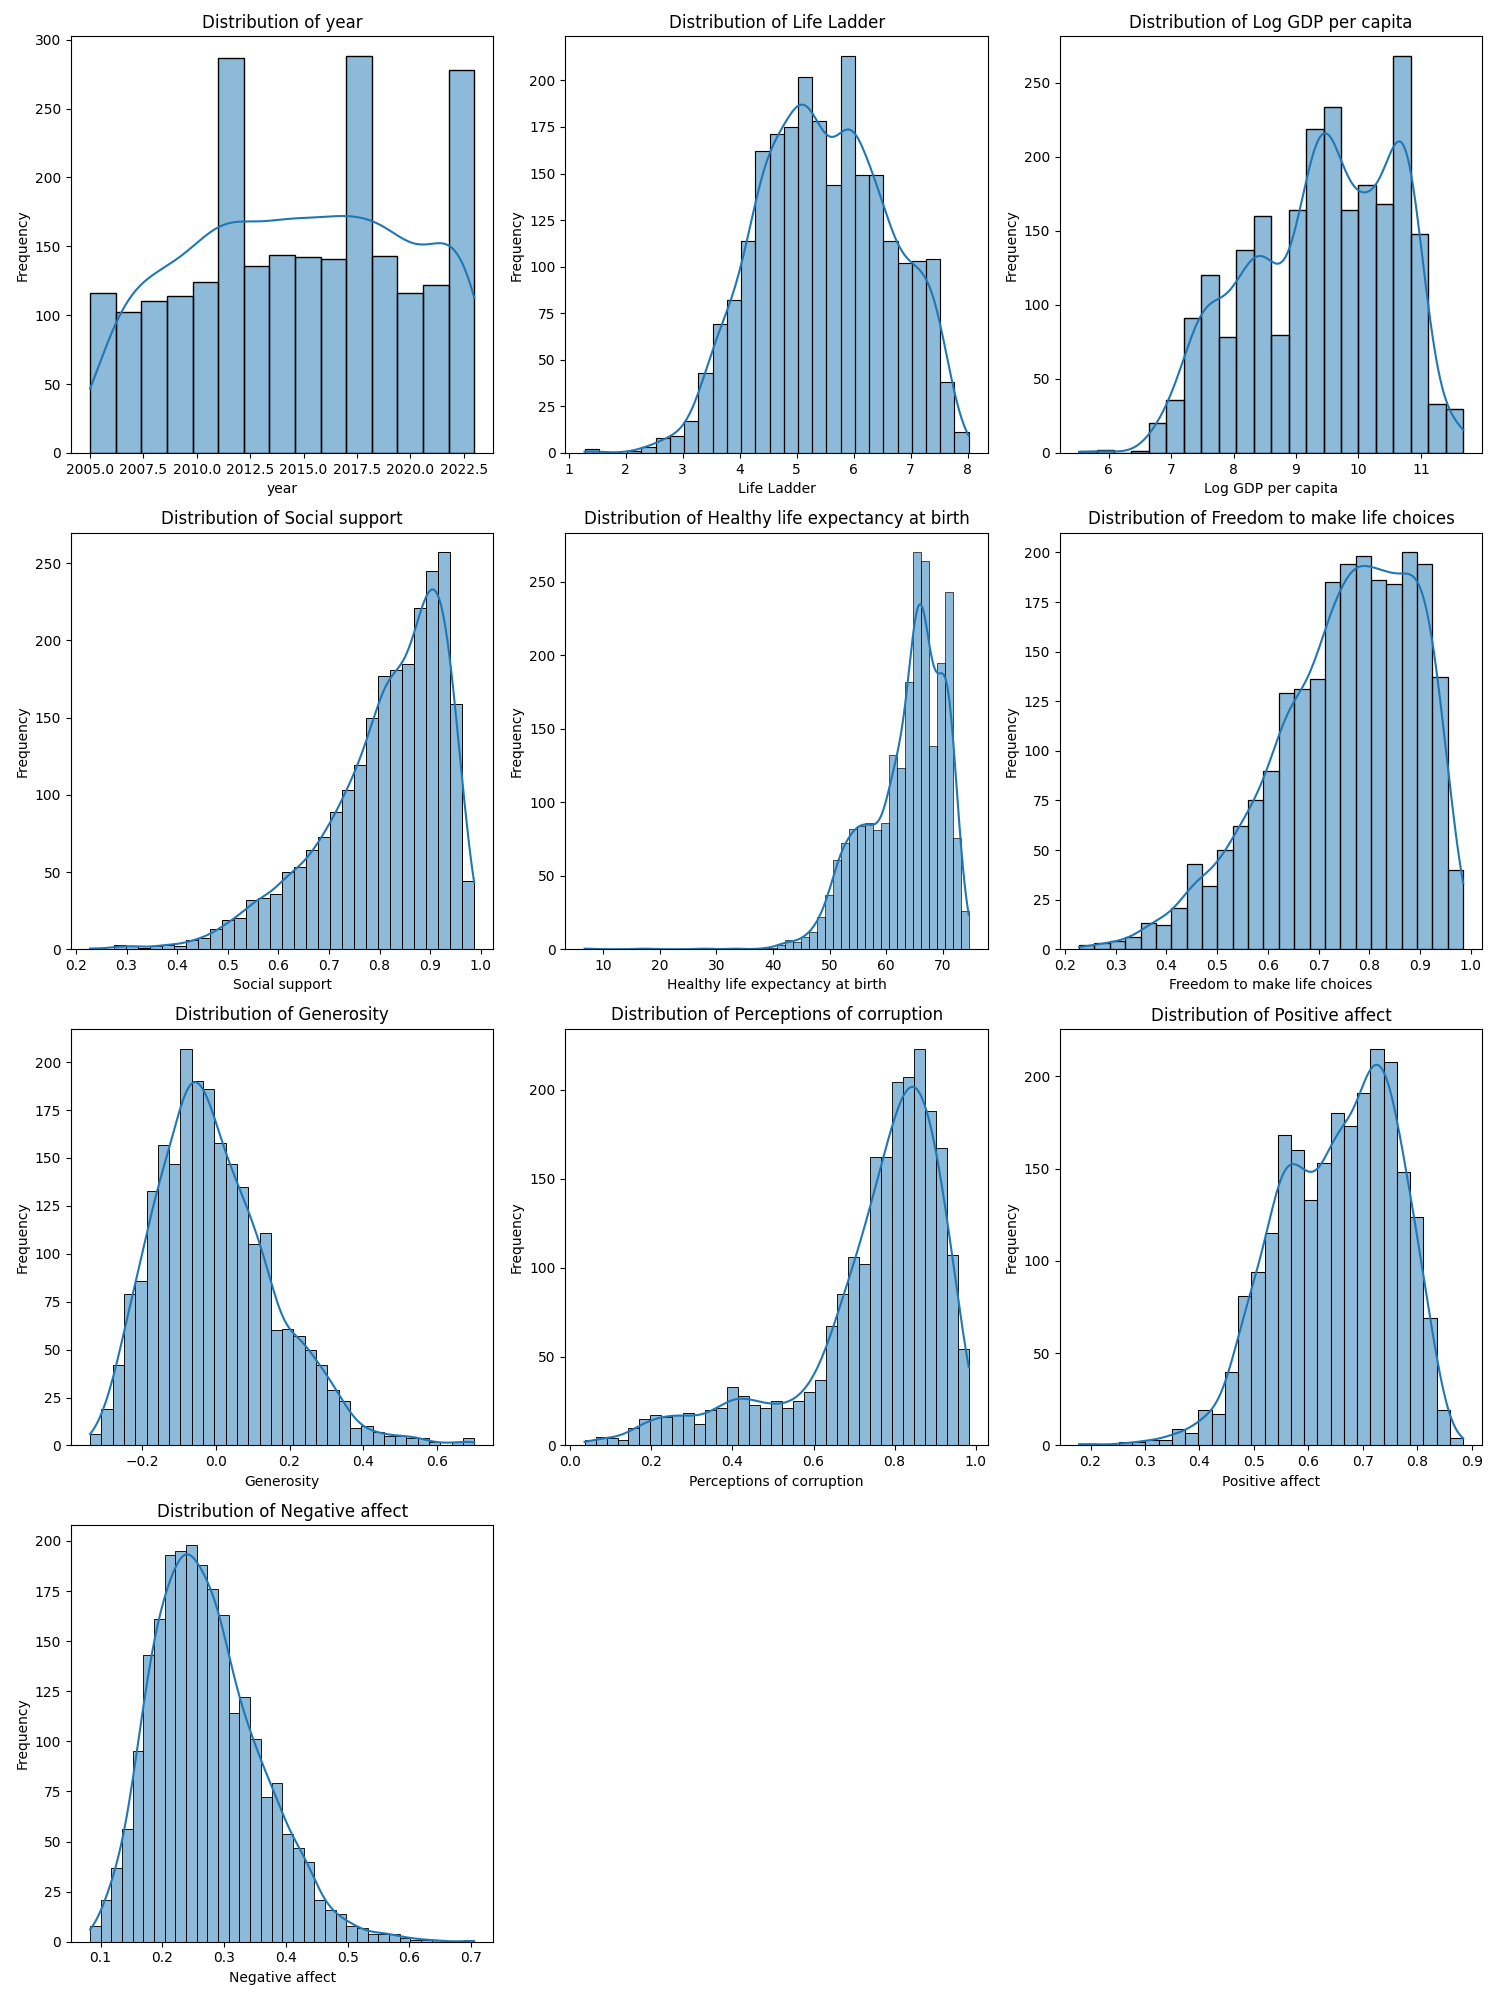 Distribution of year
Distribution of Life Ladder
Distribution of Log GDP per capita
Frequency
300
250
200
150
100
50
0
2005.0 2007.5 2010.0 2012.5 2015.0 2017.5 2020.0 2022.5
year
Frequency
200
175
150
125
100
75
50
25
0
1 2 3 4 5 6 7 8
Life Ladder
Frequency
250
200
150
100
50
0
6 7 8 9 10 11
Log GDP per capita
Distribution of Social support
Distribution of Healthy life expectancy at birth
Distribution of Freedom to make life choices
Frequency
250
200
150
100
50
0
0.2 0.3 0.4 0.5 0.6 0.7 0.8 0.9 1.0
Social support
Frequency
250
200
150
100
50
0
10 20 30 40 50 60 70
Healthy life expectancy at birth
Frequency
200
175
150
125
100
75
50
25
0
0.2 0.3 0.4 0.5 0.6 0.7 0.8 0.9 1.0
Freedom to make life choices
Distribution of Generosity
Distribution of Perceptions of corruption
Distribution of Positive affect
Frequency
200
175
150
125
100
75
50
25
0
−0.2 0.0 0.2 0.4 0.6
Generosity
Frequency
200
150
100
50
0
0.0 0.2 0.4 0.6 0.8 1.0
Perceptions of corruption
Frequency
200
150
100
50
0
0.2 0.3 0.4 0.5 0.6 0.7 0.8 0.9
Positive affect
Distribution of Negative affect
Frequency
200
175
150
125
100
75
50
25
0
0.1 0.2 0.3 0.4 0.5 0.6 0.7
Negative affect